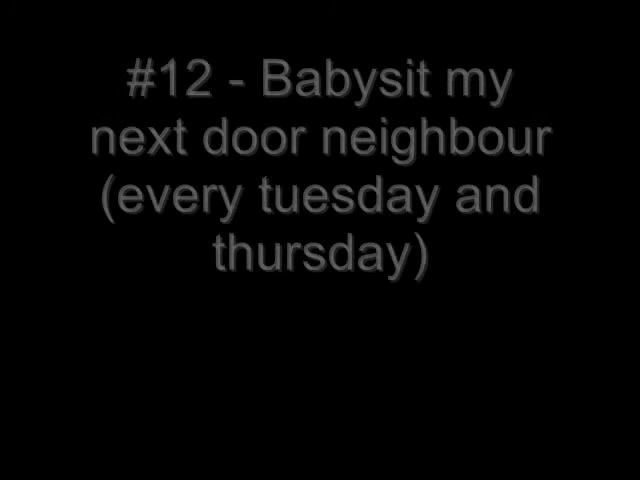 #12 - Babysit my
next door neighbour
(every tuesday and
thursday)